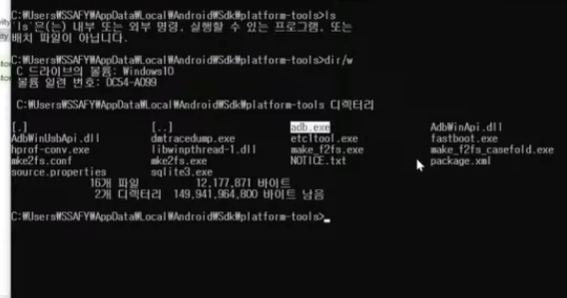 C:₩Users₩SSAFY₩AppData₩Local₩Android₩Sdk₩platform-tools>ls
'ls'은(는) 내부 또는 외부 명령, 실행할 수 있는 프로그램, 또는
배치 파일이 아닙니다.
C:₩Users₩SSAFY₩AppData₩Local₩Android₩Sdk₩platform-tools>dir/w
C 드라이브의 볼륨: Windows10
볼륨 일련 번호: 0C54-A099
C:₩Users₩SSAFY₩AppData₩Local₩Android₩Sdk₩platform-tools 디렉터리
[.] [..] adb.exe AdbWinApi.dll
AdbWinUsbApi.dll dmtracedump.exe etc1tool.exe fastboot.exe
hprof-conv.exe libwinpthread-1.dll make_f2fs.exe make_f2fs_casefold.exe
mke2fs.conf mke2fs.exe NOTICE.txt package.xml
source.properties sqlite3.exe
16개 파일 12,177,871 바이트
2개 디렉터리 149,941,964,800 바이트 남음
C:₩Users₩SSAFY₩AppData₩Local₩Android₩Sdk₩platform-tools>